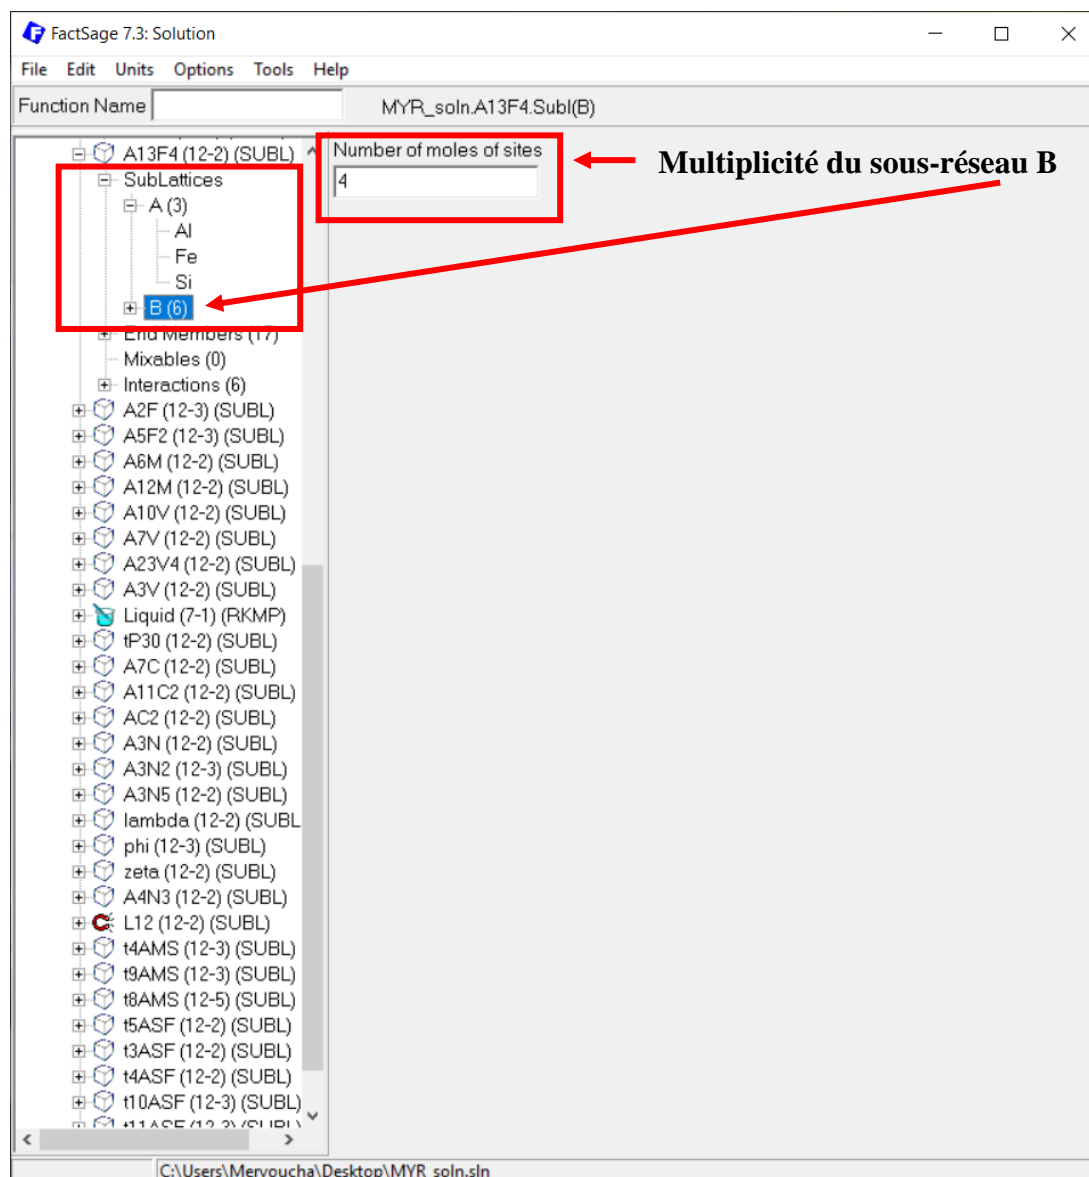 FactSage 7.3: Solution
File Edit Units Options Tools Help
Function Name MYR_soln.A13F4.Subl(B)
A13F4 (12-2) (SUBL)
SubLattices
A (3)
Al
Fe
Si
B (6)
End Members (17)
Mixables (0)
Interactions (6)
A2F (12-3) (SUBL)
A5F2 (12-3) (SUBL)
A6M (12-2) (SUBL)
A12M (12-2) (SUBL)
A10V (12-2) (SUBL)
A7V (12-2) (SUBL)
A23V4 (12-2) (SUBL)
A3V (12-2) (SUBL)
Liquid (7-1) (RKMP)
tP30 (12-2) (SUBL)
A7C (12-2) (SUBL)
A11C2 (12-2) (SUBL)
AC2 (12-2) (SUBL)
A3N (12-2) (SUBL)
A3N2 (12-3) (SUBL)
A3N5 (12-2) (SUBL)
lambda (12-2) (SUBL
phi (12-3) (SUBL)
zeta (12-2) (SUBL)
A4N3 (12-2) (SUBL)
L12 (12-2) (SUBL)
t4AMS (12-3) (SUBL)
t9AMS (12-3) (SUBL)
t8AMS (12-5) (SUBL)
t5ASF (12-2) (SUBL)
t3ASF (12-2) (SUBL)
t4ASF (12-2) (SUBL)
t10ASF (12-3) (SUBL)
Number of moles of sites
4
Multiplicité du sous-réseau B
C:\Users\Meryoucha\Desktop\MYR_soln.sln